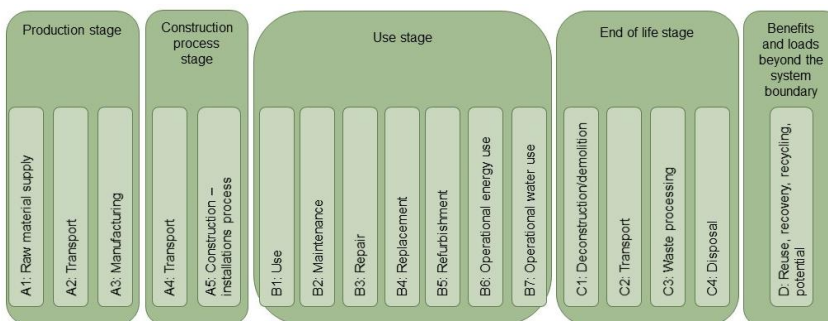 Production stage
A1: Raw material supply
A2: Transport
A3: Manufacturing
Construction
process
stage
A4: Transport
A5: Construction –
installations process
Use stage
B1: Use
B2: Maintenance
B3: Repair
B4: Replacement
B5: Refurbishment
B6: Operational energy use
B7: Operational water use
End of life stage
C1: Deconstruction/demolition
C2: Transport
C3: Waste processing
C4: Disposal
Benefits
and loads
beyond the
system
boundary
D: Reuse, recovery, recycling,
potential